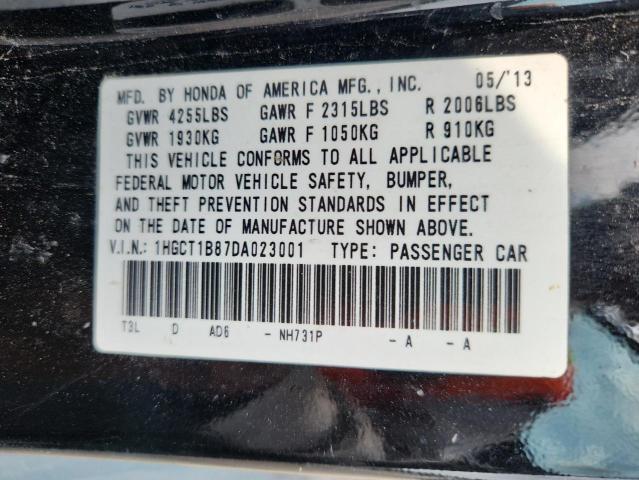 MFD. BY HONDA OF AMERICA MFG., INC. 05/'13
GVWR 4255LBS GAWR F 2315LBS R 2006LBS
GVWR 1930KG GAWR F 1050KG R 910KG
THIS VEHICLE CONFORMS TO ALL APPLICABLE
FEDERAL MOTOR VEHICLE SAFETY, BUMPER,
AND THEFT PREVENTION STANDARDS IN EFFECT
ON THE DATE OF MANUFACTURE SHOWN ABOVE.
V.I.N.: 1HGCT1B87DA023001 TYPE: PASSENGER CAR
T3L D AD6 - NH731P - A - A